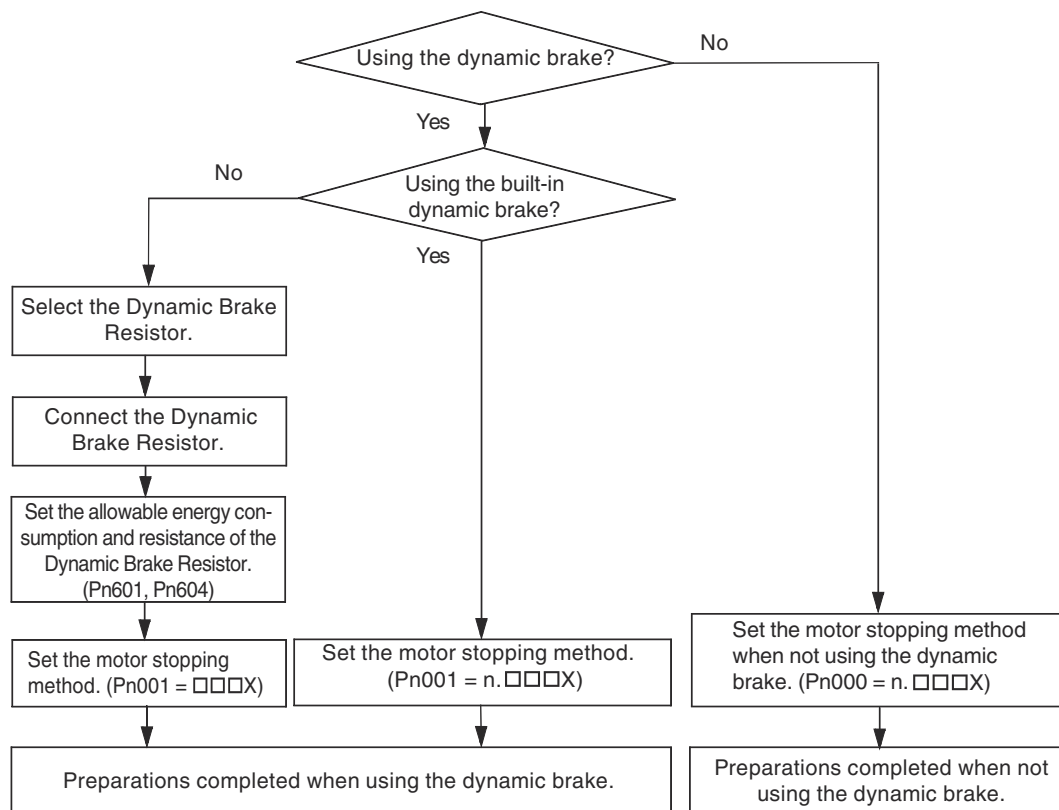 Using the dynamic brake?
No
Yes
No
Using the built-in
dynamic brake?
Yes
Select the Dynamic Brake
Resistor.
Connect the Dynamic
Brake Resistor.
Set the allowable energy con-
sumption and resistance of the
Dynamic Brake Resistor.
(Pn601, Pn604)
Set the motor stopping
method. (Pn001 = □□□X)
Set the motor stopping method.
(Pn001 = n. □□□X)
Set the motor stopping method
when not using the dynamic
brake. (Pn000 = n. □□□X)
Preparations completed when using the dynamic brake.
Preparations completed when not
using the dynamic brake.